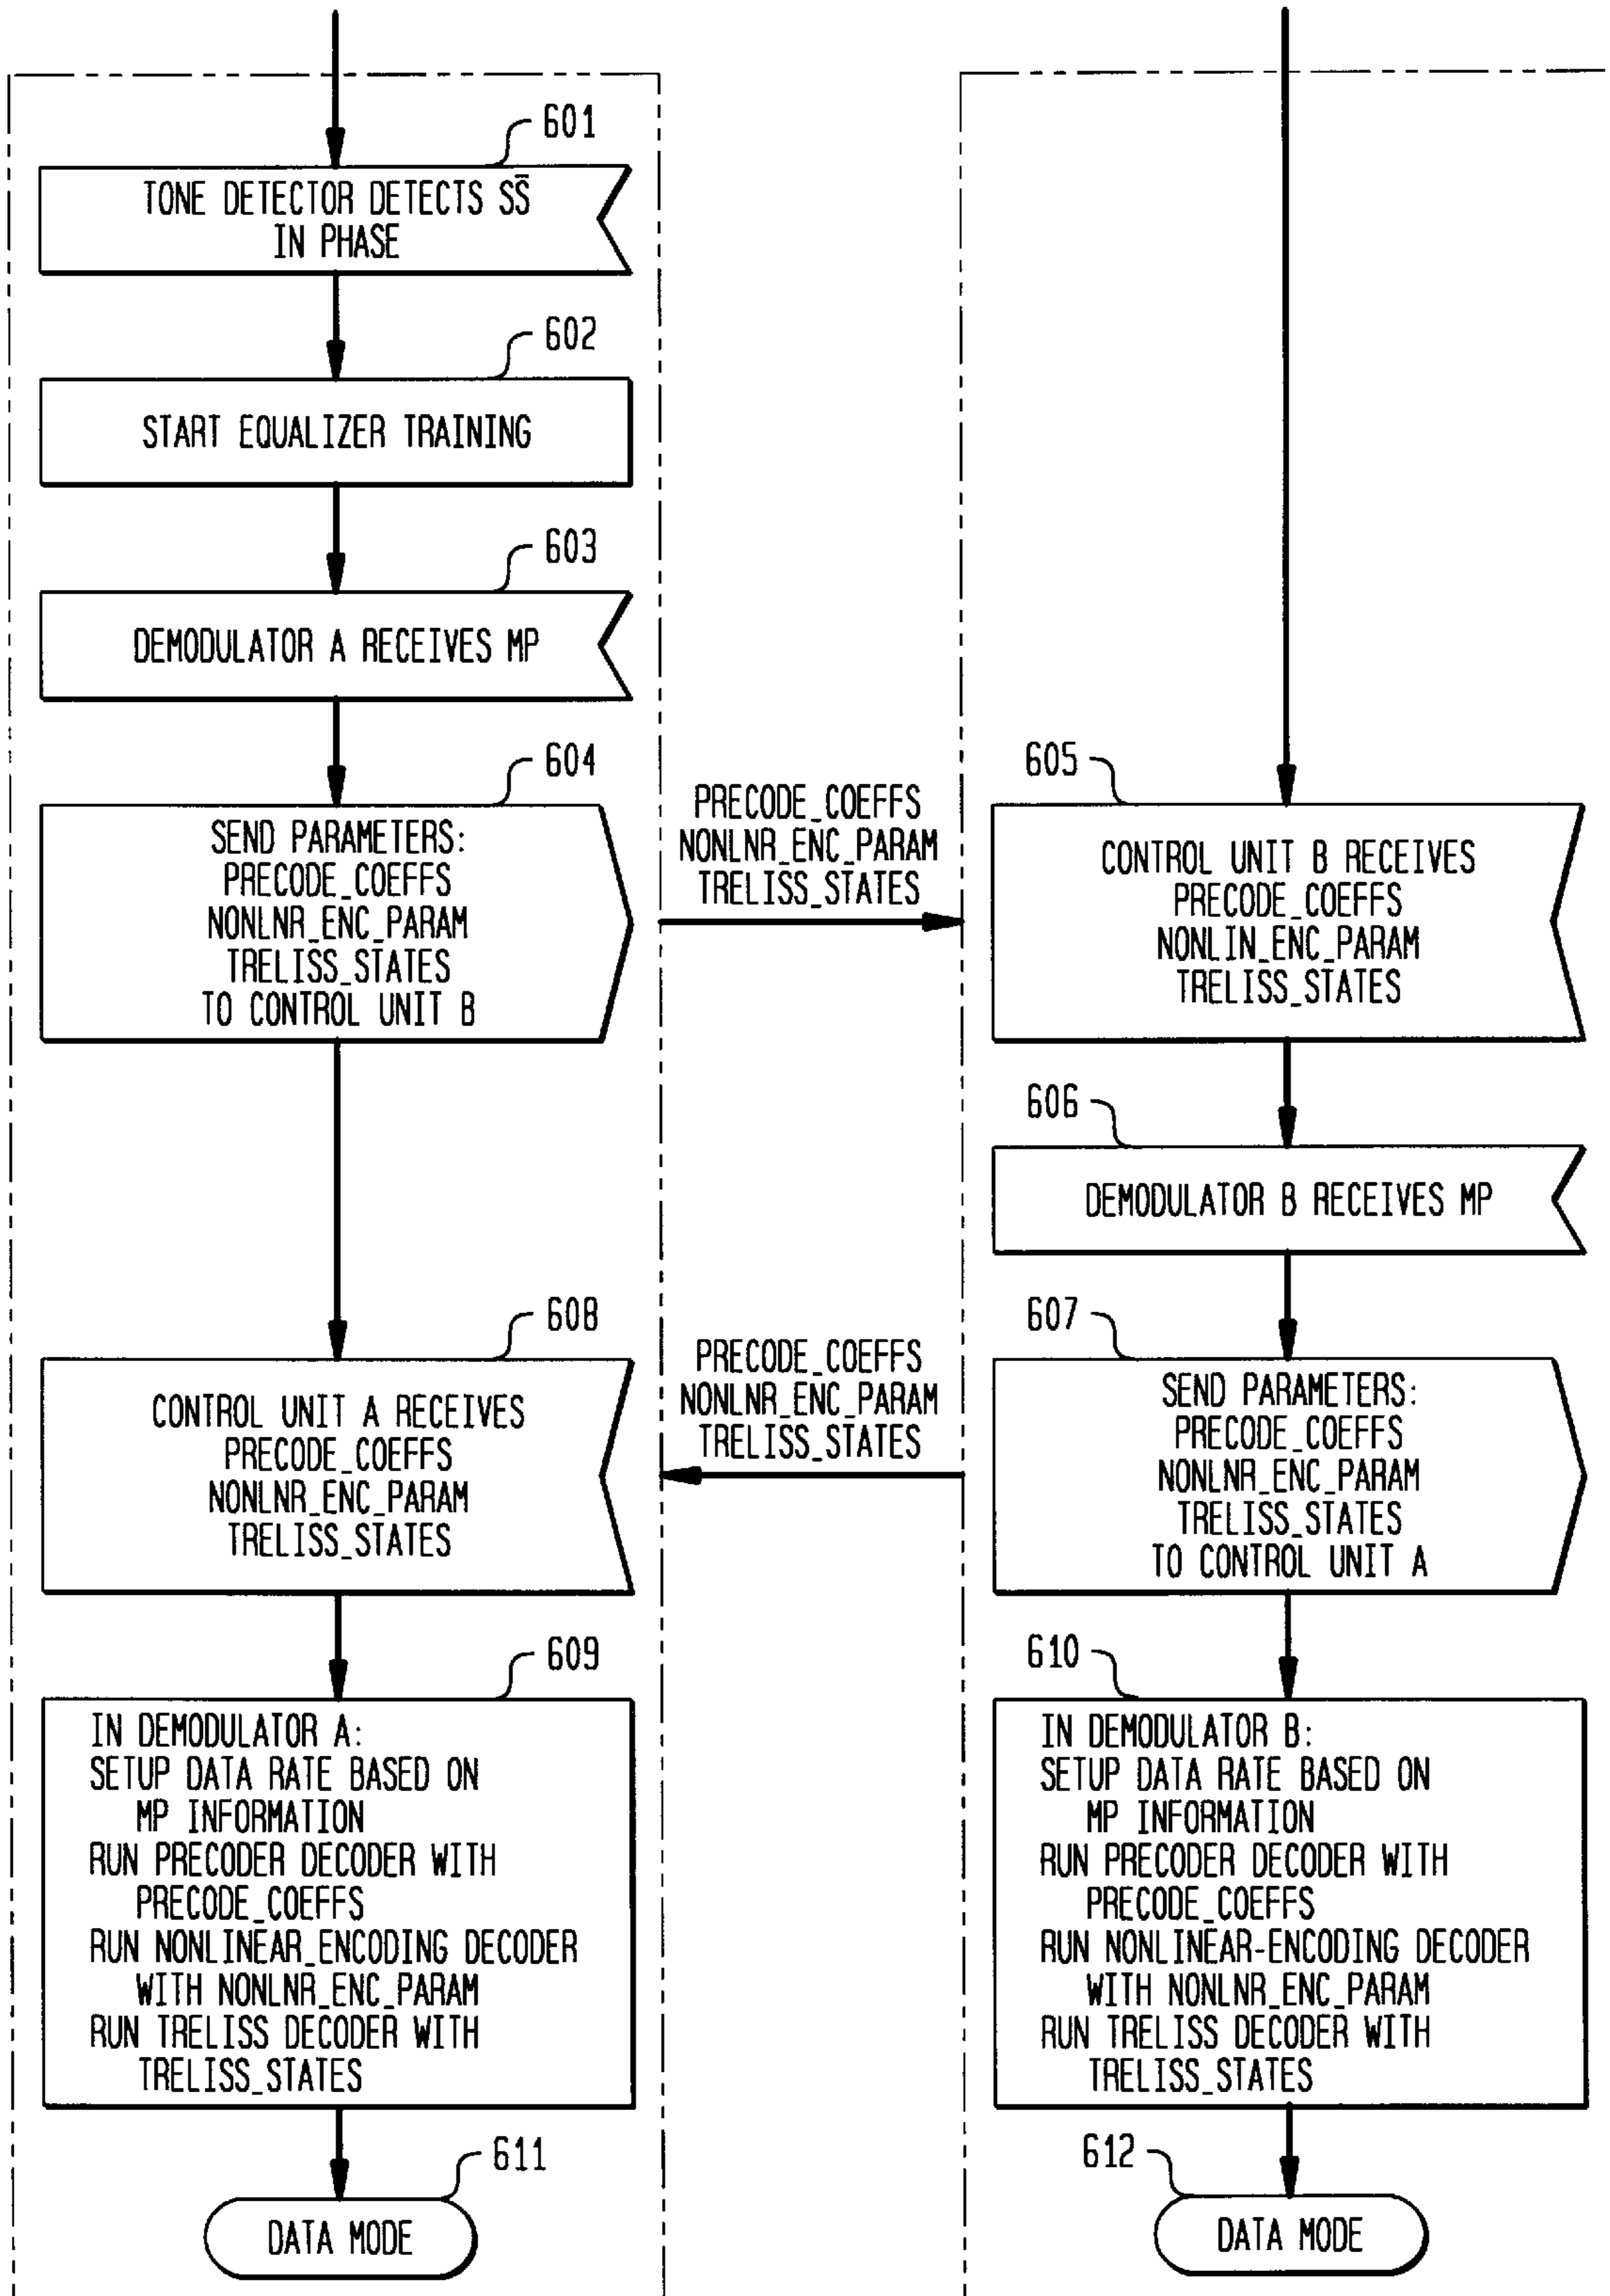 601
TONE DETECTOR DETECTS SS̄
IN PHASE
602
START EQUALIZER TRAINING
603
DEMODULATOR A RECEIVES MP
604
SEND PARAMETERS:
PRECODE_COEFFS
NONLNR_ENC_PARAM
TRELISS_STATES
TO CONTROL UNIT B
PRECODE_COEFFS
NONLNR_ENC_PARAM
TRELISS_STATES
605
CONTROL UNIT B RECEIVES
PRECODE_COEFFS
NONLIN_ENC_PARAM
TRELISS_STATES
606
DEMODULATOR B RECEIVES MP
607
SEND PARAMETERS:
PRECODE_COEFFS
NONLNR_ENC_PARAM
TRELISS_STATES
TO CONTROL UNIT A
PRECODE_COEFFS
NONLNR_ENC_PARAM
TRELISS_STATES
608
CONTROL UNIT A RECEIVES
PRECODE_COEFFS
NONLNR_ENC_PARAM
TRELISS_STATES
609
IN DEMODULATOR A:
SETUP DATA RATE BASED ON
MP INFORMATION
RUN PRECODER DECODER WITH
PRECODE_COEFFS
RUN NONLINEAR_ENCODING DECODER
WITH NONLNR_ENC_PARAM
RUN TRELISS DECODER WITH
TRELISS_STATES
610
IN DEMODULATOR B:
SETUP DATA RATE BASED ON
MP INFORMATION
RUN PRECODER DECODER WITH
PRECODE_COEFFS
RUN NONLINEAR-ENCODING DECODER
WITH NONLNR_ENC_PARAM
RUN TRELISS DECODER WITH
TRELISS_STATES
611
DATA MODE
612
DATA MODE